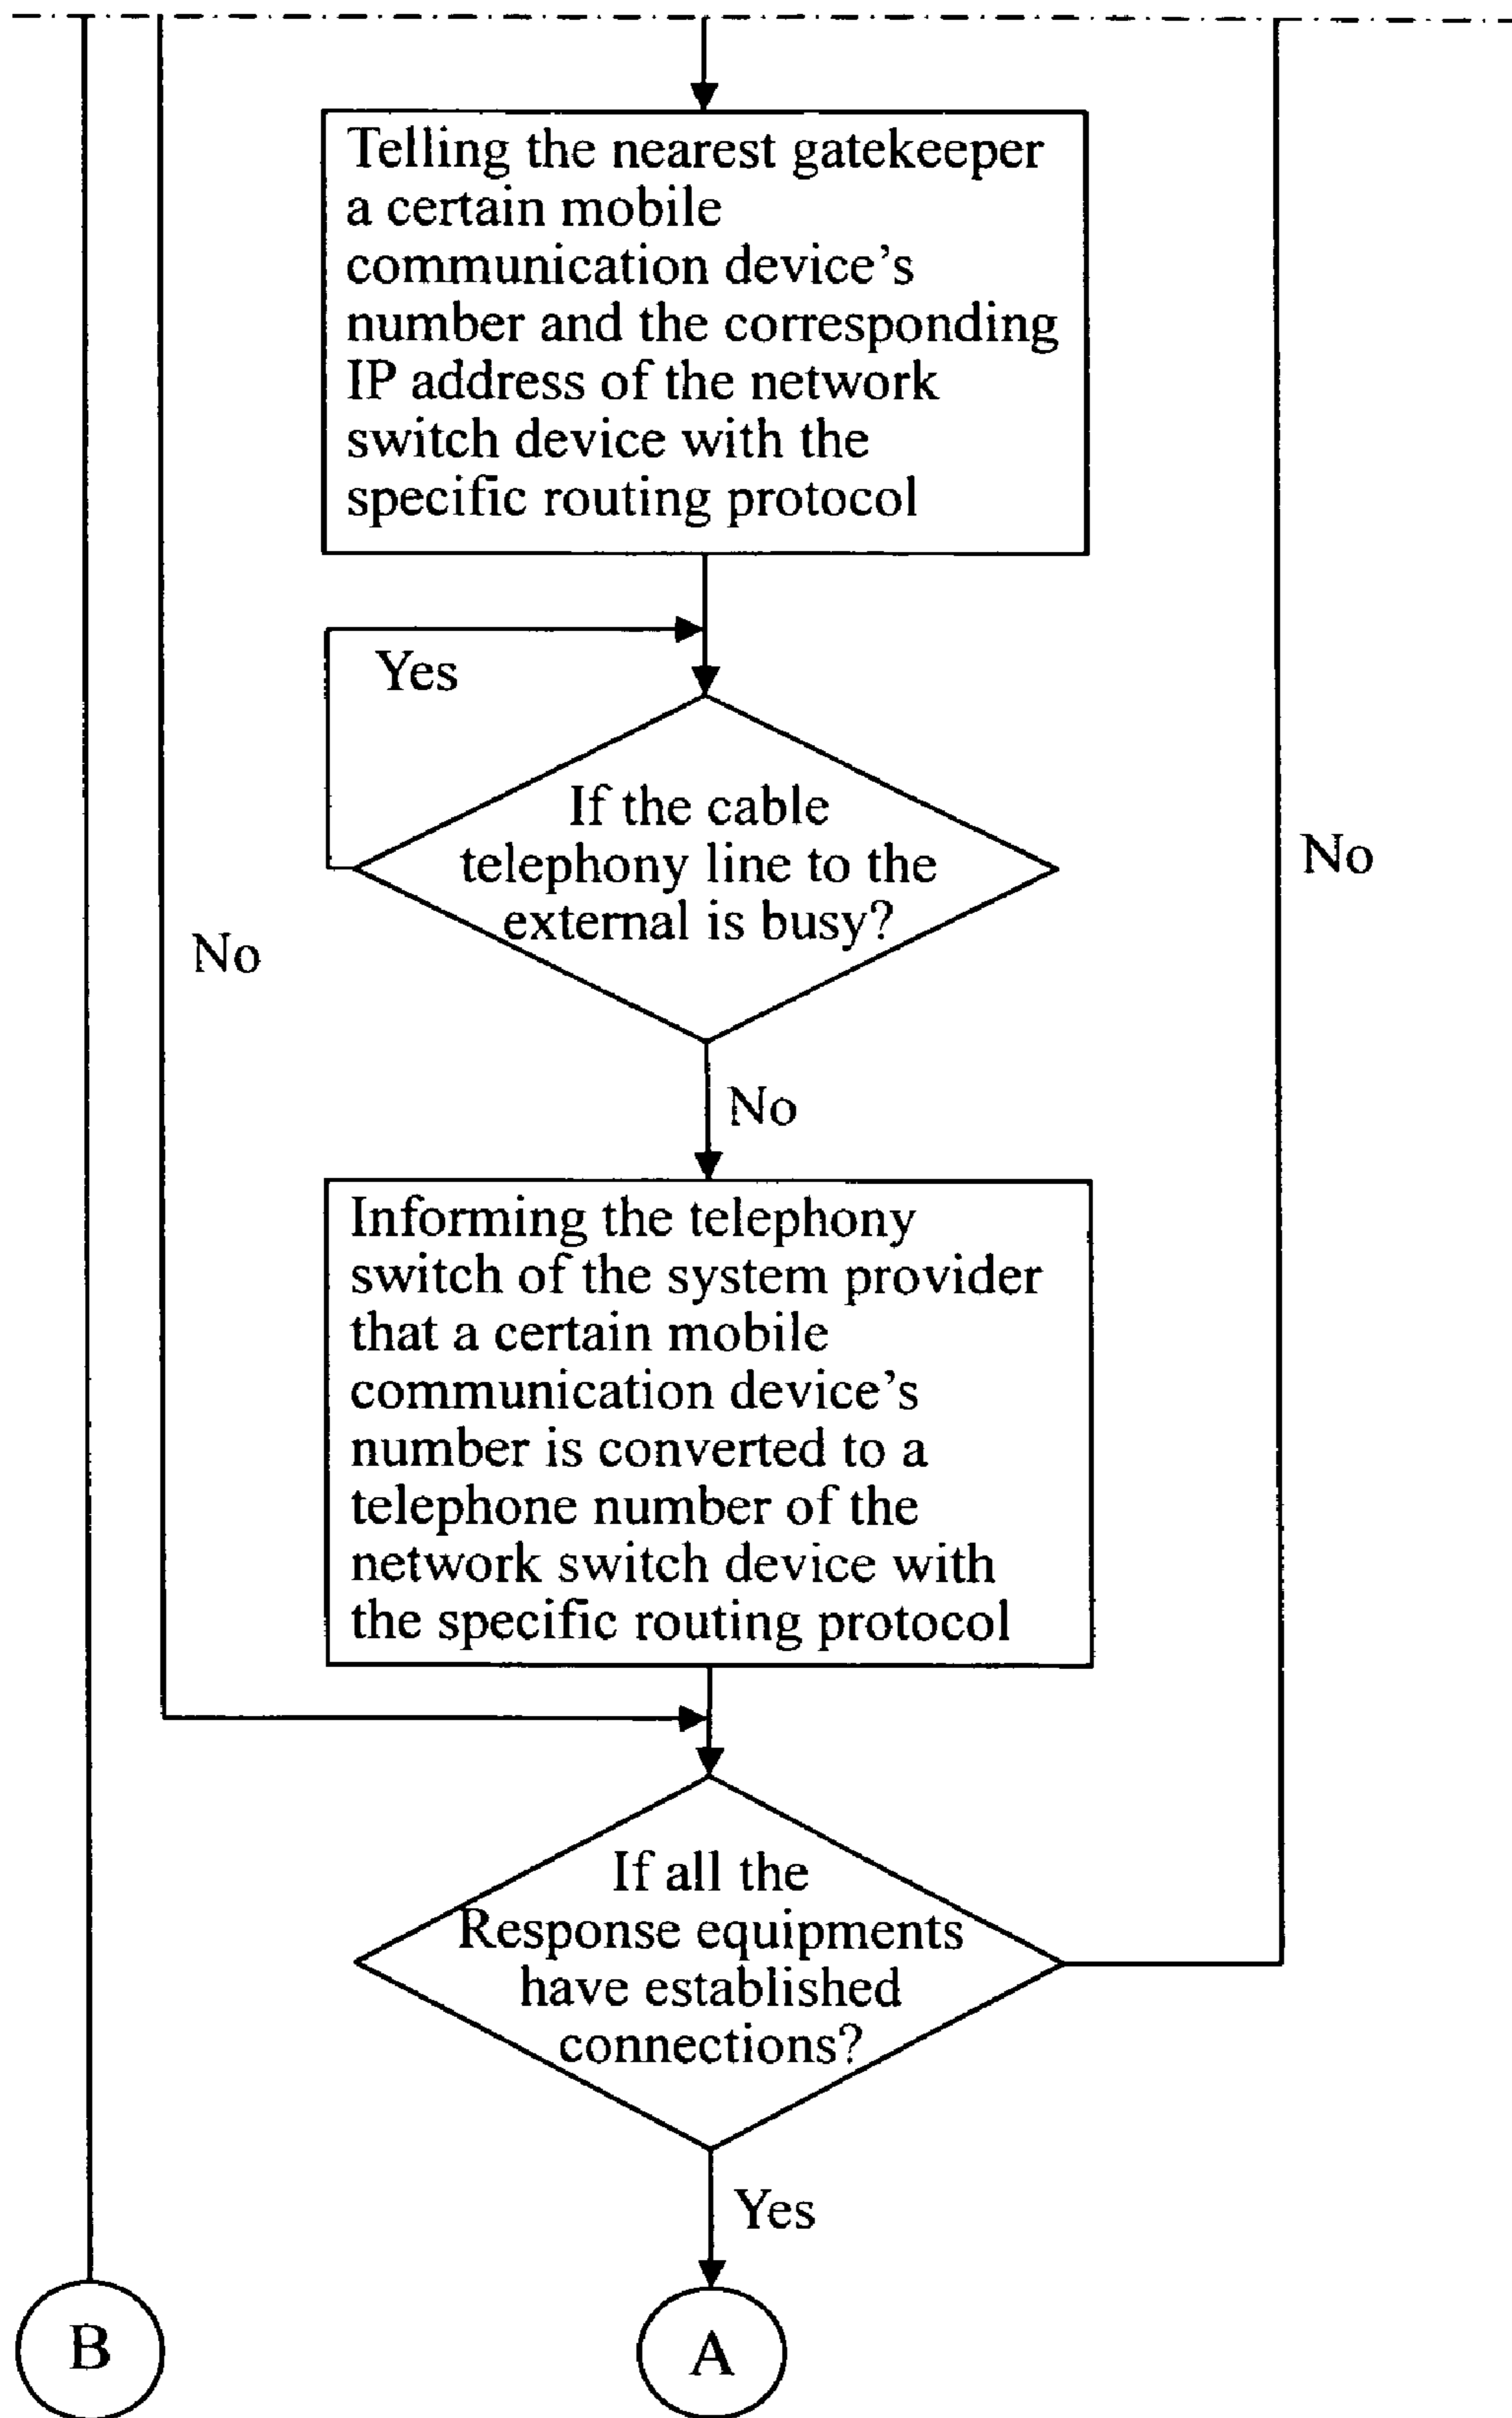 Telling the nearest gatekeeper
a certain mobile
communication device's
number and the corresponding
IP address of the network
switch device with the
specific routing protocol
Yes
If the cable
telephony line to the
external is busy?
No
No
No
Informing the telephony
switch of the system provider
that a certain mobile
communication device's
number is converted to a
telephone number of the
network switch device with
the specific routing protocol
If all the
Response equipments
have established
connections?
Yes
B
A